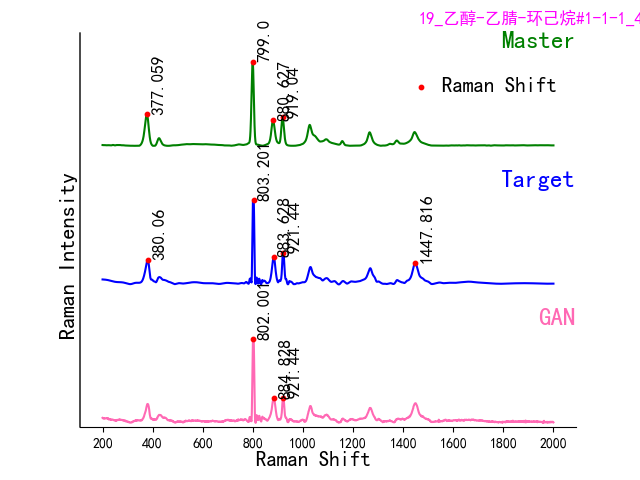 19_乙醇-乙腈-环己烷#1-1-1_4
Master
Raman Shift
377.059
799.0
880.627
919.04
Target
380.06
803.201
883.628
921.44
1447.816
GAN
802.001
884.828
921.44
Raman Intensity
200 400 600 800 1000 1200 1400 1600 1800 2000
Raman Shift